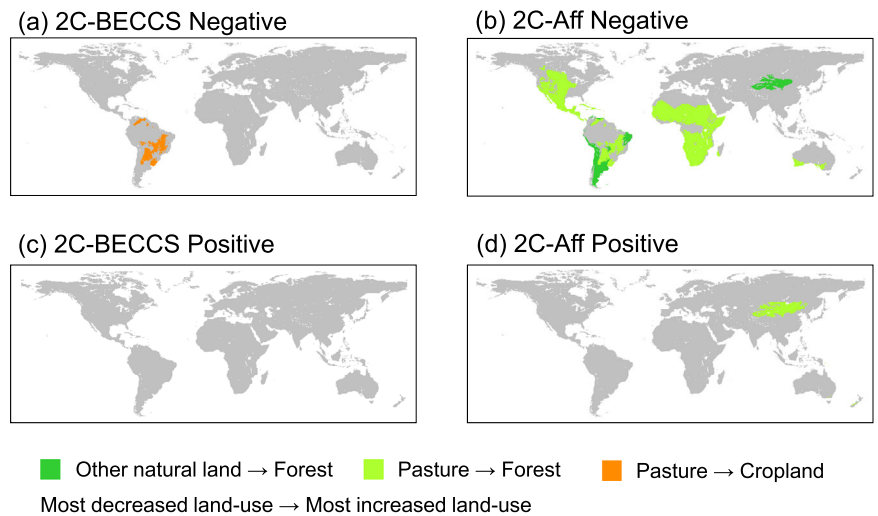 (a) 2C-BECCS Negative
(b) 2C-Aff Negative
(c) 2C-BECCS Positive
(d) 2C-Aff Positive
Other natural land → Forest
Pasture → Forest
Pasture → Cropland
Most decreased land-use → Most increased land-use